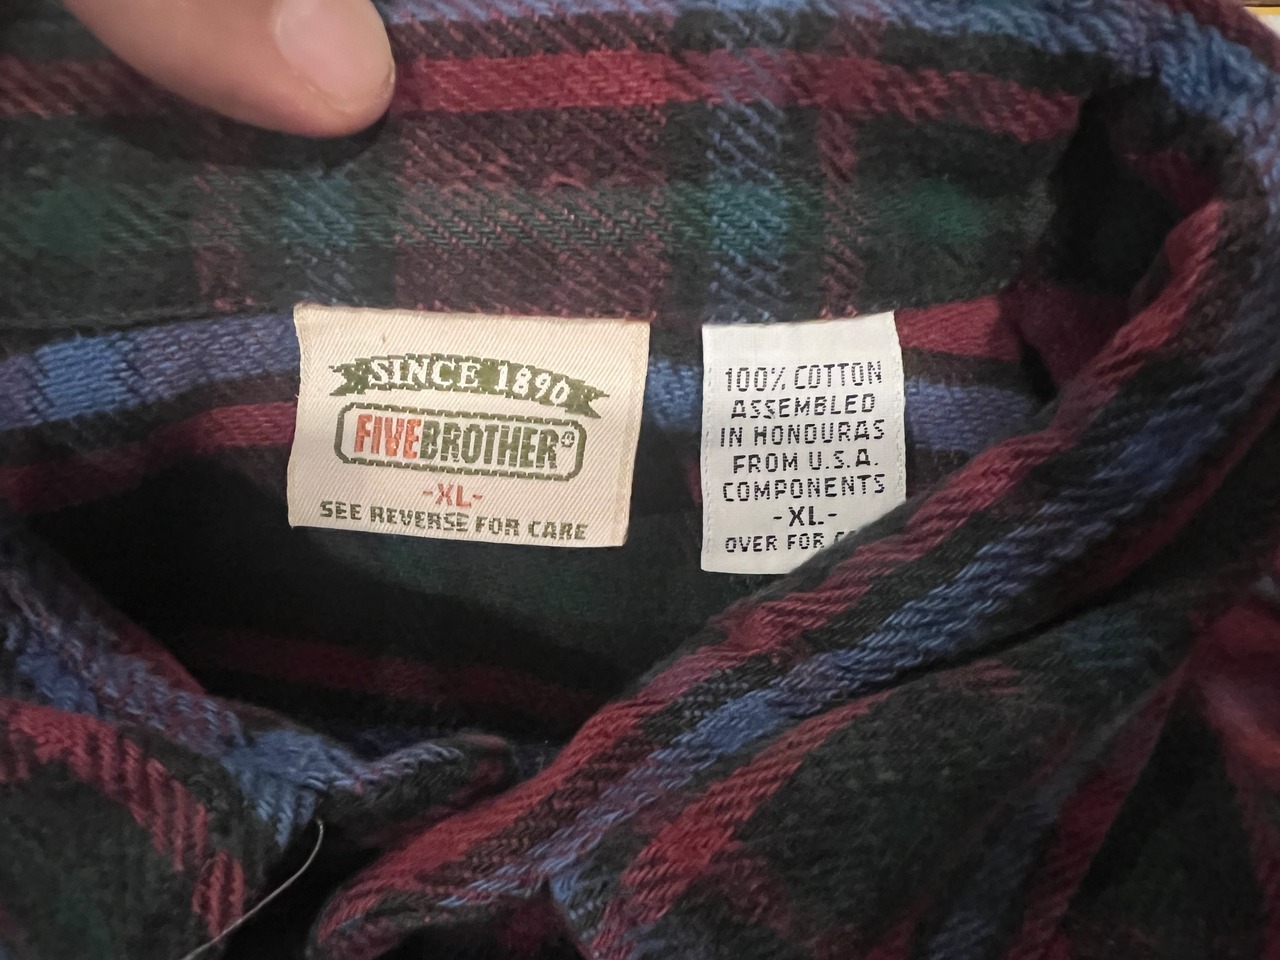 SINCE 1890
FIVEBROTHER®
-XL-
SEE REVERSE FOR CARE
100% COTTON
ASSEMBLED
IN HONDURAS
FROM U.S.A.
COMPONENTS
-XL-
OVER FOR